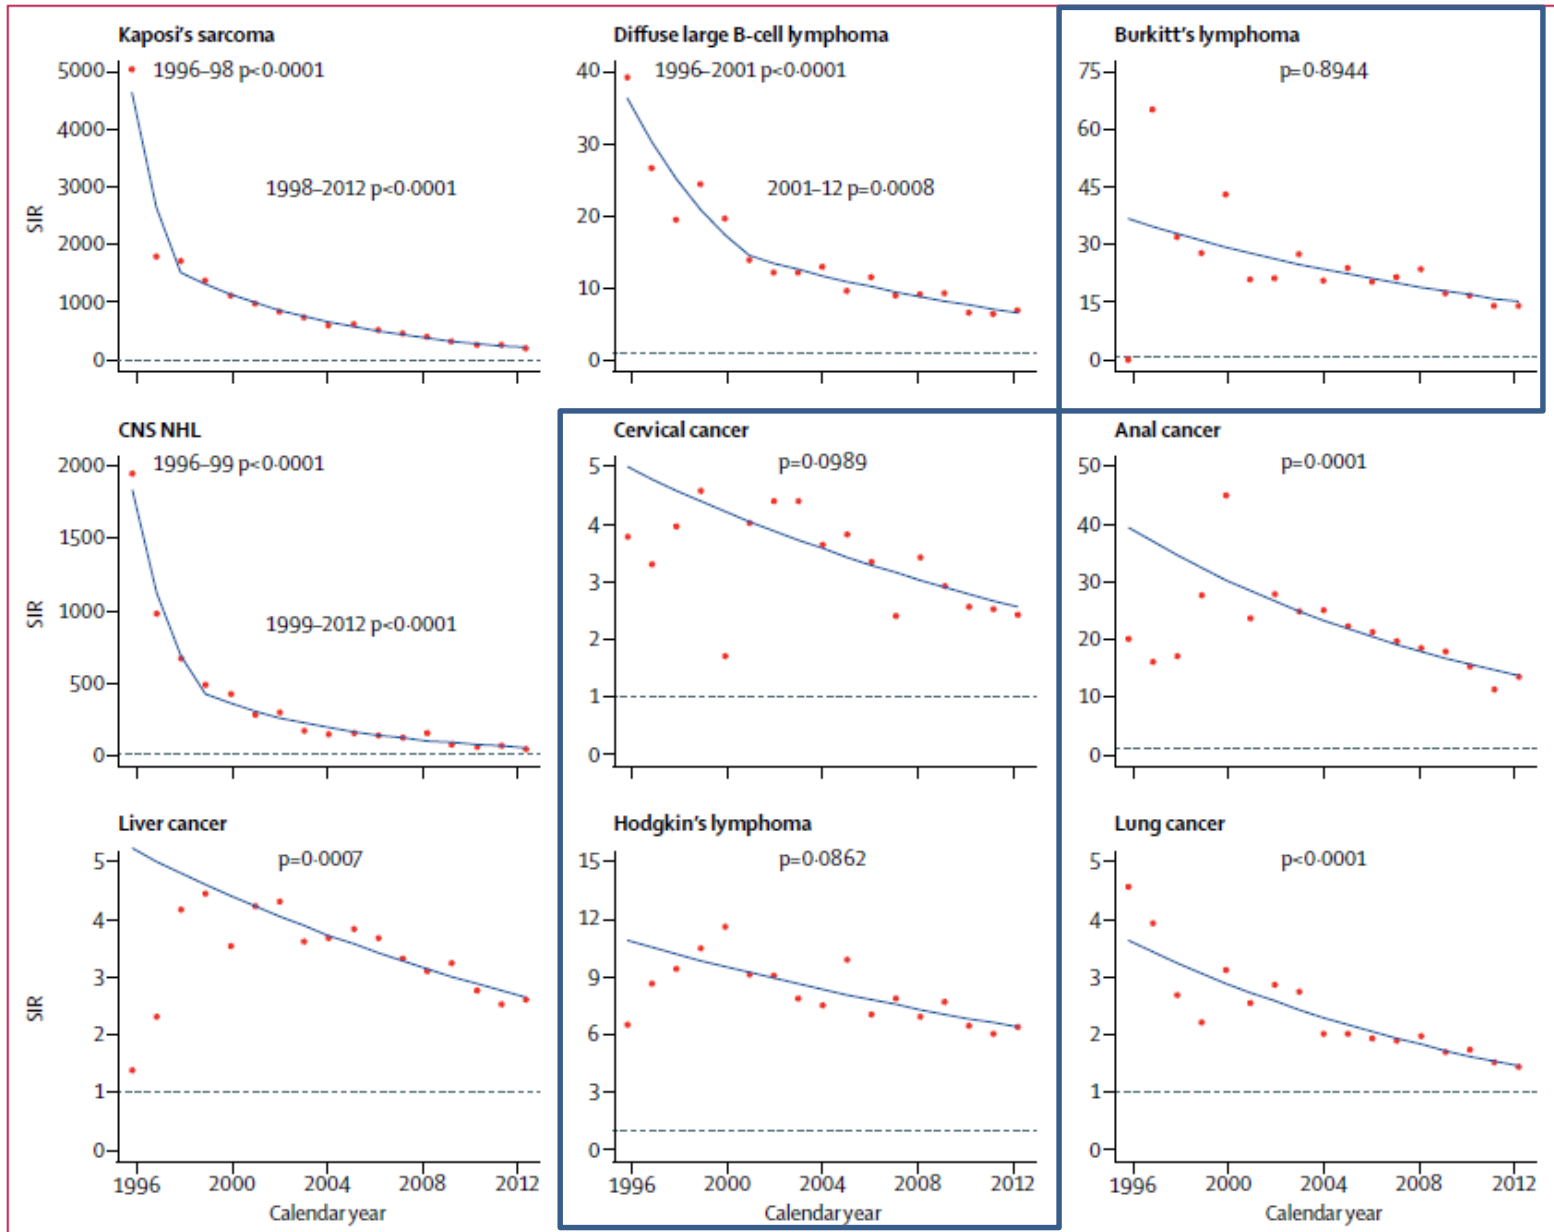 Kaposi's sarcoma
1996–98 p<0·0001
1998–2012 p<0·0001
SIR
5000
4000
3000
2000
1000
0
Diffuse large B-cell lymphoma
1996–2001 p<0·0001
2001–12 p=0·0008
40
30
20
10
0
Burkitt's lymphoma
p=0·8944
75
60
45
30
15
0
CNS NHL
1996–99 p<0·0001
1999–2012 p<0·0001
SIR
2000
1500
1000
500
0
Cervical cancer
p=0·0989
5
4
3
2
1
0
Anal cancer
p=0·0001
50
40
30
20
10
0
Liver cancer
p=0·0007
SIR
5
4
3
2
1
0
1996 2000 2004 2008 2012
Calendar year
Hodgkin's lymphoma
p=0·0862
15
12
9
6
3
0
1996 2000 2004 2008 2012
Calendar year
Lung cancer
p<0·0001
5
4
3
2
1
0
1996 2000 2004 2008 2012
Calendar year